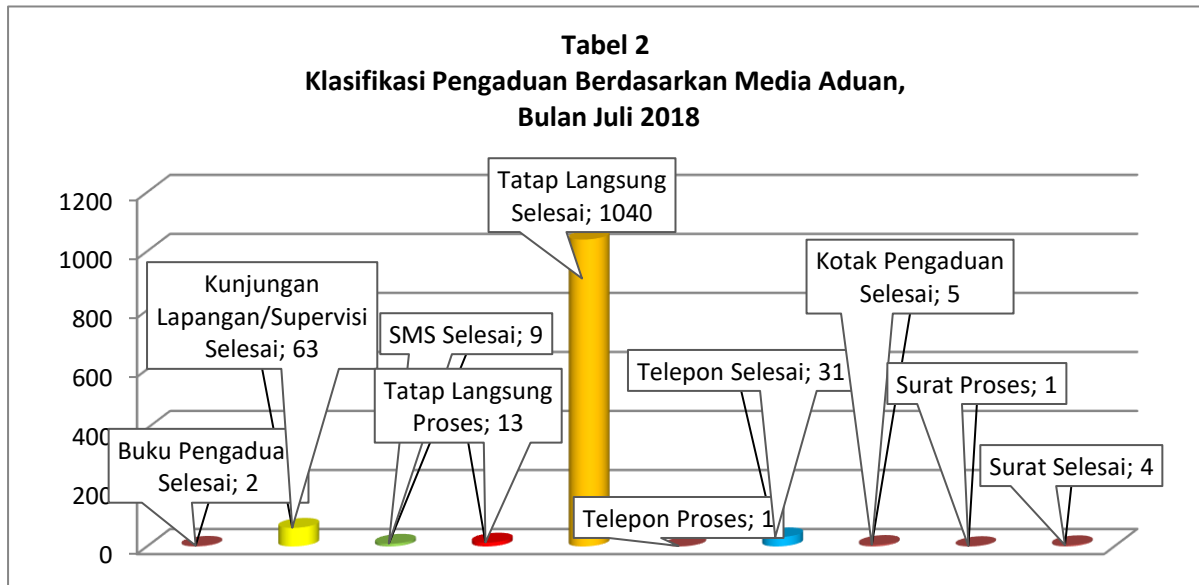 Tabel 2
Klasifikasi Pengaduan Berdasarkan Media Aduan,
Bulan Juli 2018
1200
1000
800
600
400
200
0
Buku Pengadua
Selesai; 2
Kunjungan
Lapangan/Supervisi
Selesai; 63
SMS Selesai; 9
Tatap Langsung
Proses; 13
Tatap Langsung
Selesai; 1040
Telepon Proses; 1
Telepon Selesai; 31
Kotak Pengaduan
Selesai; 5
Surat Proses; 1
Surat Selesai; 4